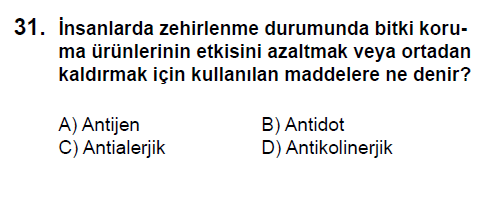 31. İnsanlarda zehirlenme durumunda bitki koru-
ma ürünlerinin etkisini azaltmak veya ortadan
kaldırmak için kullanılan maddelere ne denir?
A) Antijen B) Antidot
C) Antialerjik D) Antikolinerjik